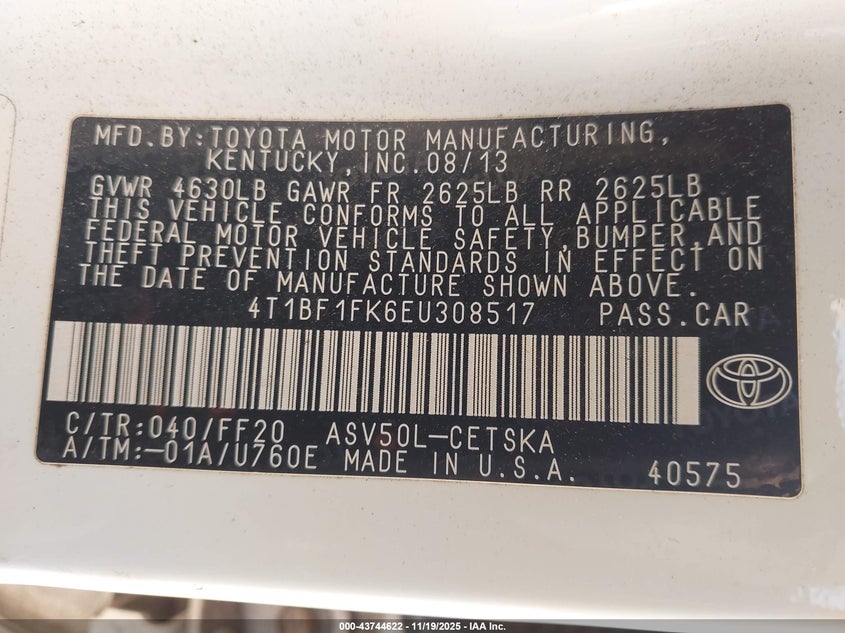 MFD. BY: TOYOTA MOTOR MANUFACTURING,
KENTUCKY, INC. 08/13
GVWR 4630LB GAWR FR 2625LB RR 2625LB
THIS VEHICLE CONFORMS TO ALL APPLICABLE
FEDERAL MOTOR VEHICLE SAFETY, BUMPER, AND
THEFT PREVENTION STANDARDS IN EFFECT ON
THE DATE OF MANUFACTURE SHOWN ABOVE.
4T1BF1FK6EU308517 PASS. CAR
C/TR: 040/FF20 ASV50L-CETSKA
A/TM: -01A/U760E MADE IN U.S.A. 40575
000-43744622 - 11/19/2025 - IAA Inc.